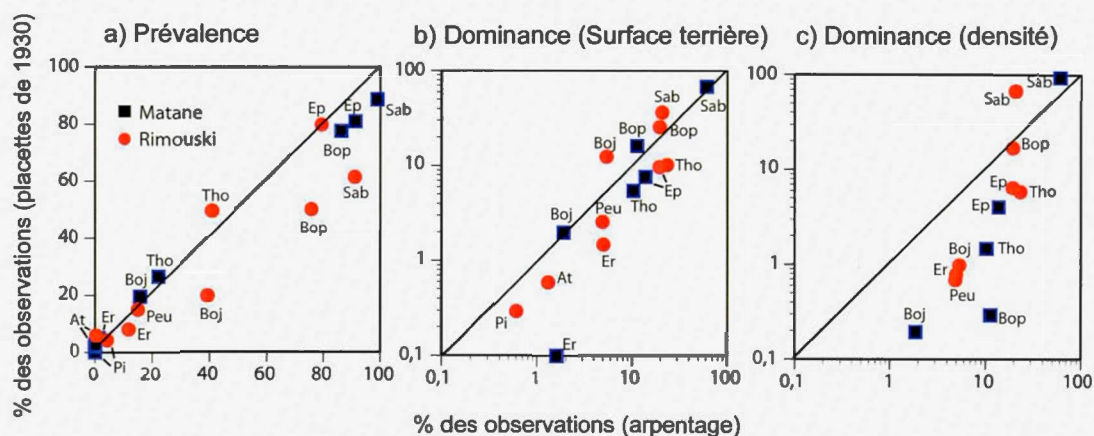 a) Prévalence
b) Dominance (Surface terrière)
c) Dominance (densité)
% des observations (placettes de 1930)
100
80
60
40
20
0
Matane
Rimouski
Ep
Ep
Sab
Bop
Sab
Bop
Tho
Tho
Boj
Boj
Peu
Er
Er
At
Pi
0
20
40
60
80
100
100
10
1
0,1
Sab
Sab
Bop
Bop
Boj
Tho
Ep
Tho
Peu
Boj
Er
At
Pi
Er
0,1
1
10
100
100
10
1
0,1
Sab
Sab
Bop
Ep
Tho
Ep
Tho
Boj
Er
Peu
Boj
Bop
0,1
1
10
100
% des observations (arpentage)